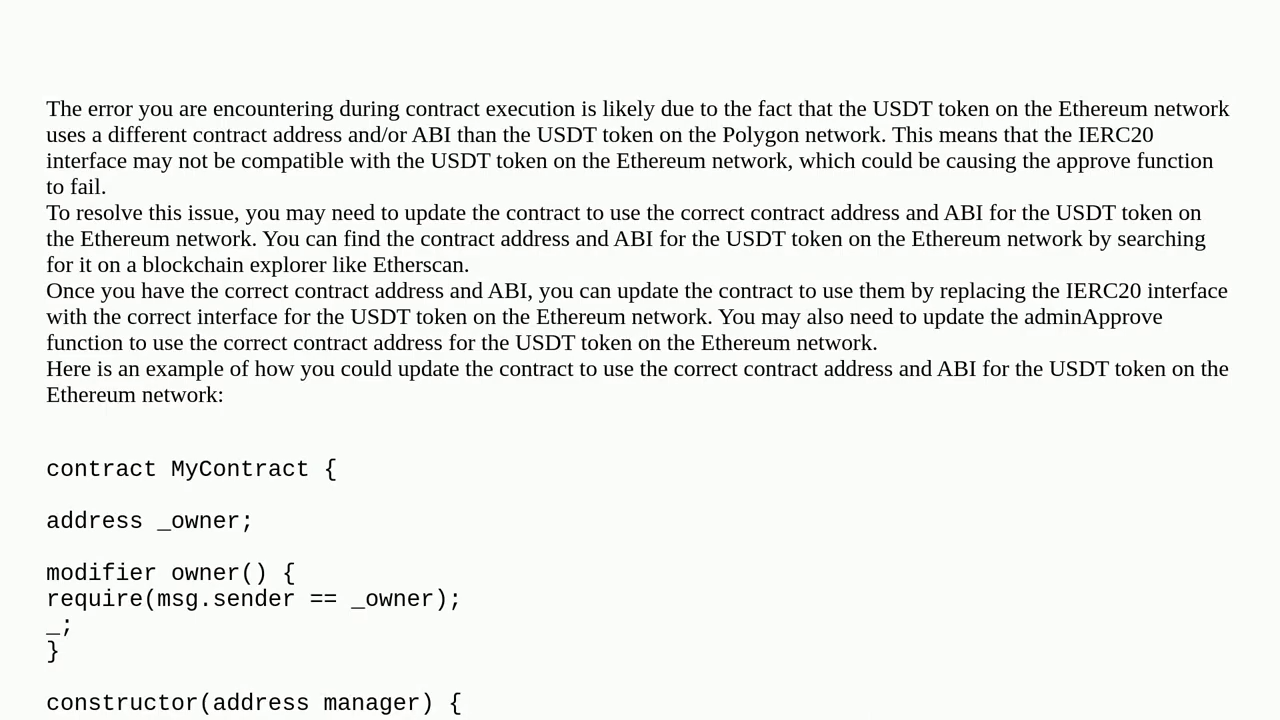 The error you are encountering during contract execution is likely due to the fact that the USDT token on the Ethereum network
uses a different contract address and/or ABI than the USDT token on the Polygon network. This means that the IERC20
interface may not be compatible with the USDT token on the Ethereum network, which could be causing the approve function
to fail.
To resolve this issue, you may need to update the contract to use the correct contract address and ABI for the USDT token on
the Ethereum network. You can find the contract address and ABI for the USDT token on the Ethereum network by searching
for it on a blockchain explorer like Etherscan.
Once you have the correct contract address and ABI, you can update the contract to use them by replacing the IERC20 interface
with the correct interface for the USDT token on the Ethereum network. You may also need to update the adminApprove
function to use the correct contract address for the USDT token on the Ethereum network.
Here is an example of how you could update the contract to use the correct contract address and ABI for the USDT token on the
Ethereum network:
contract MyContract {
address _owner;
modifier owner() {
require(msg.sender == _owner);
_;
}
constructor(address manager) {